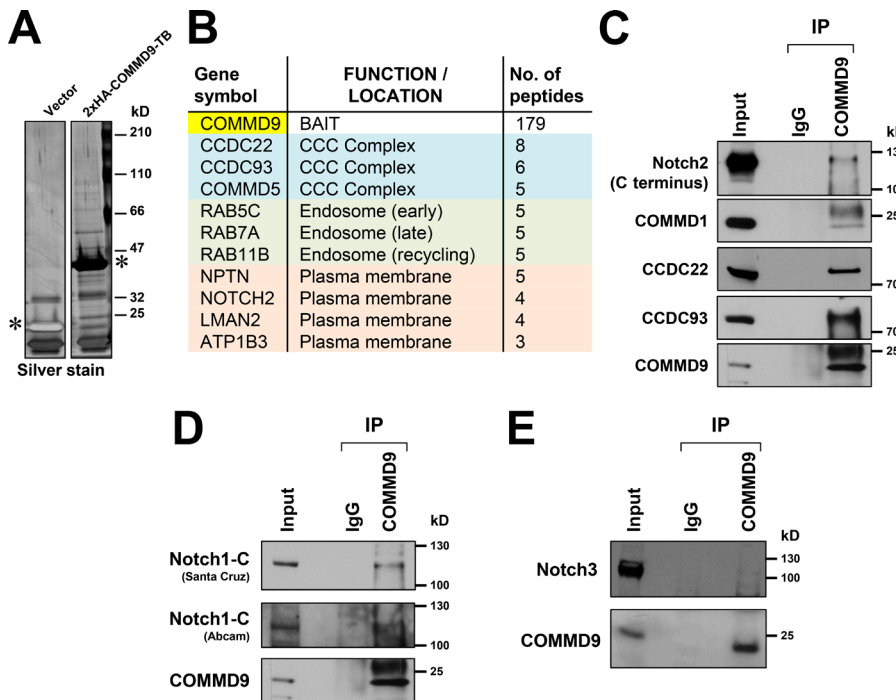 A
Vector
2xHA-COMMD9-TB
kD
210
110
66
47
*
32
25
*
Silver stain
B
Gene symbol
FUNCTION / LOCATION
No. of peptides
COMMD9 BAIT 179
CCDC22 CCC Complex 8
CCDC93 CCC Complex 6
COMMD5 CCC Complex 5
RAB5C Endosome (early) 5
RAB7A Endosome (late) 5
RAB11B Endosome (recycling) 5
NPTN Plasma membrane 5
NOTCH2 Plasma membrane 4
LMAN2 Plasma membrane 4
ATP1B3 Plasma membrane 3
C
IP
Input
IgG
COMMD9
Notch2
(C terminus)
COMMD1
25
CCDC22
70
CCDC93
70
COMMD9
25
D
IP
Input
IgG
COMMD9
kD
Notch1-C
(Santa Cruz)
130
100
Notch1-C
(Abcam)
130
100
COMMD9
25
E
IP
Input
IgG
COMMD9
kD
Notch3
130
100
COMMD9
25